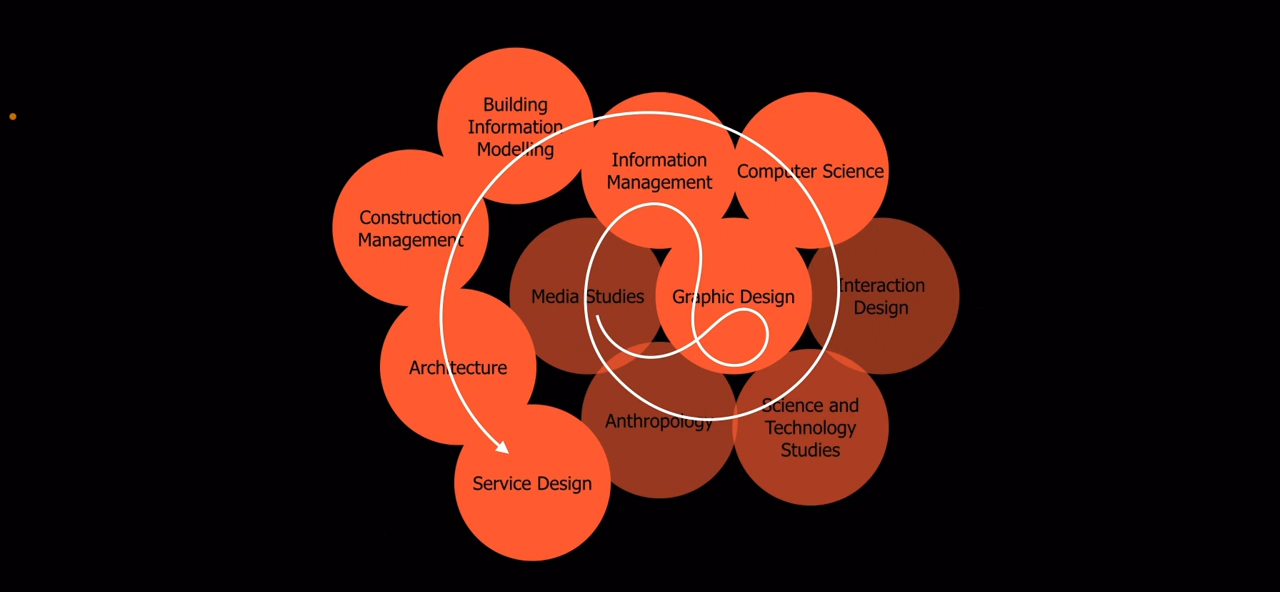 Building
Information
Modelling
Information
Management
Computer Science
Construction
Management
Media Studies
Graphic Design
Interaction
Design
Architecture
Anthropology
Science and
Technology
Studies
Service Design